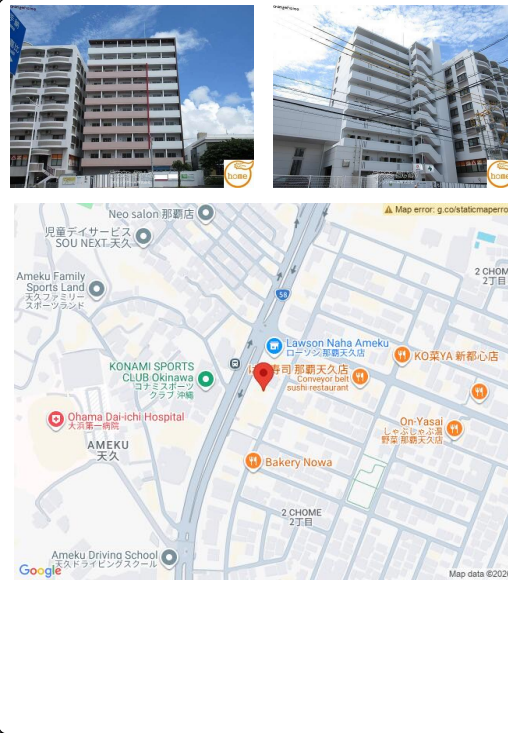 home
home
Map error: g.co/staticmaperro
Neo salon 那覇店
児童デイサービス
SOU NEXT 天久
2 CHOM
2丁目
Ameku Family
Sports Land
天久ファミリー
スポーツランド
58
Lawson Naha Ameku
ローソン 那覇天久店
KO菜YA 新都心店
寿司 那覇天久店
Conveyor belt
sushi restaurant
KONAMI SPORTS
CLUB Okinawa
コナミスポーツ
クラブ 沖縄
Ohama Dai-ichi Hospital
大浜第一病院
On-Yasai
しゃぶしゃぶ温
野菜 那覇天久店
AMEKU
天久
Bakery Nowa
2 CHOME
2丁目
Ameku Driving School
天久ドライビングスクール
Google
Map data ©2026